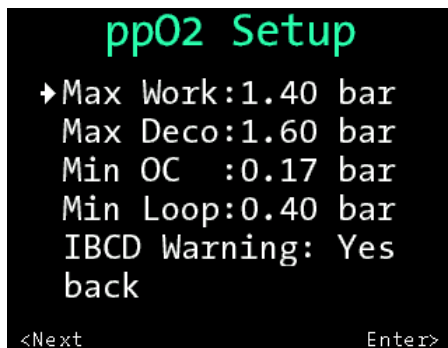 ppO2 Setup
Max Work:1.40 bar
Max Deco:1.60 bar
Min OC :0.17 bar
Min Loop:0.40 bar
IBCD Warning: Yes
back
<Next Enter>